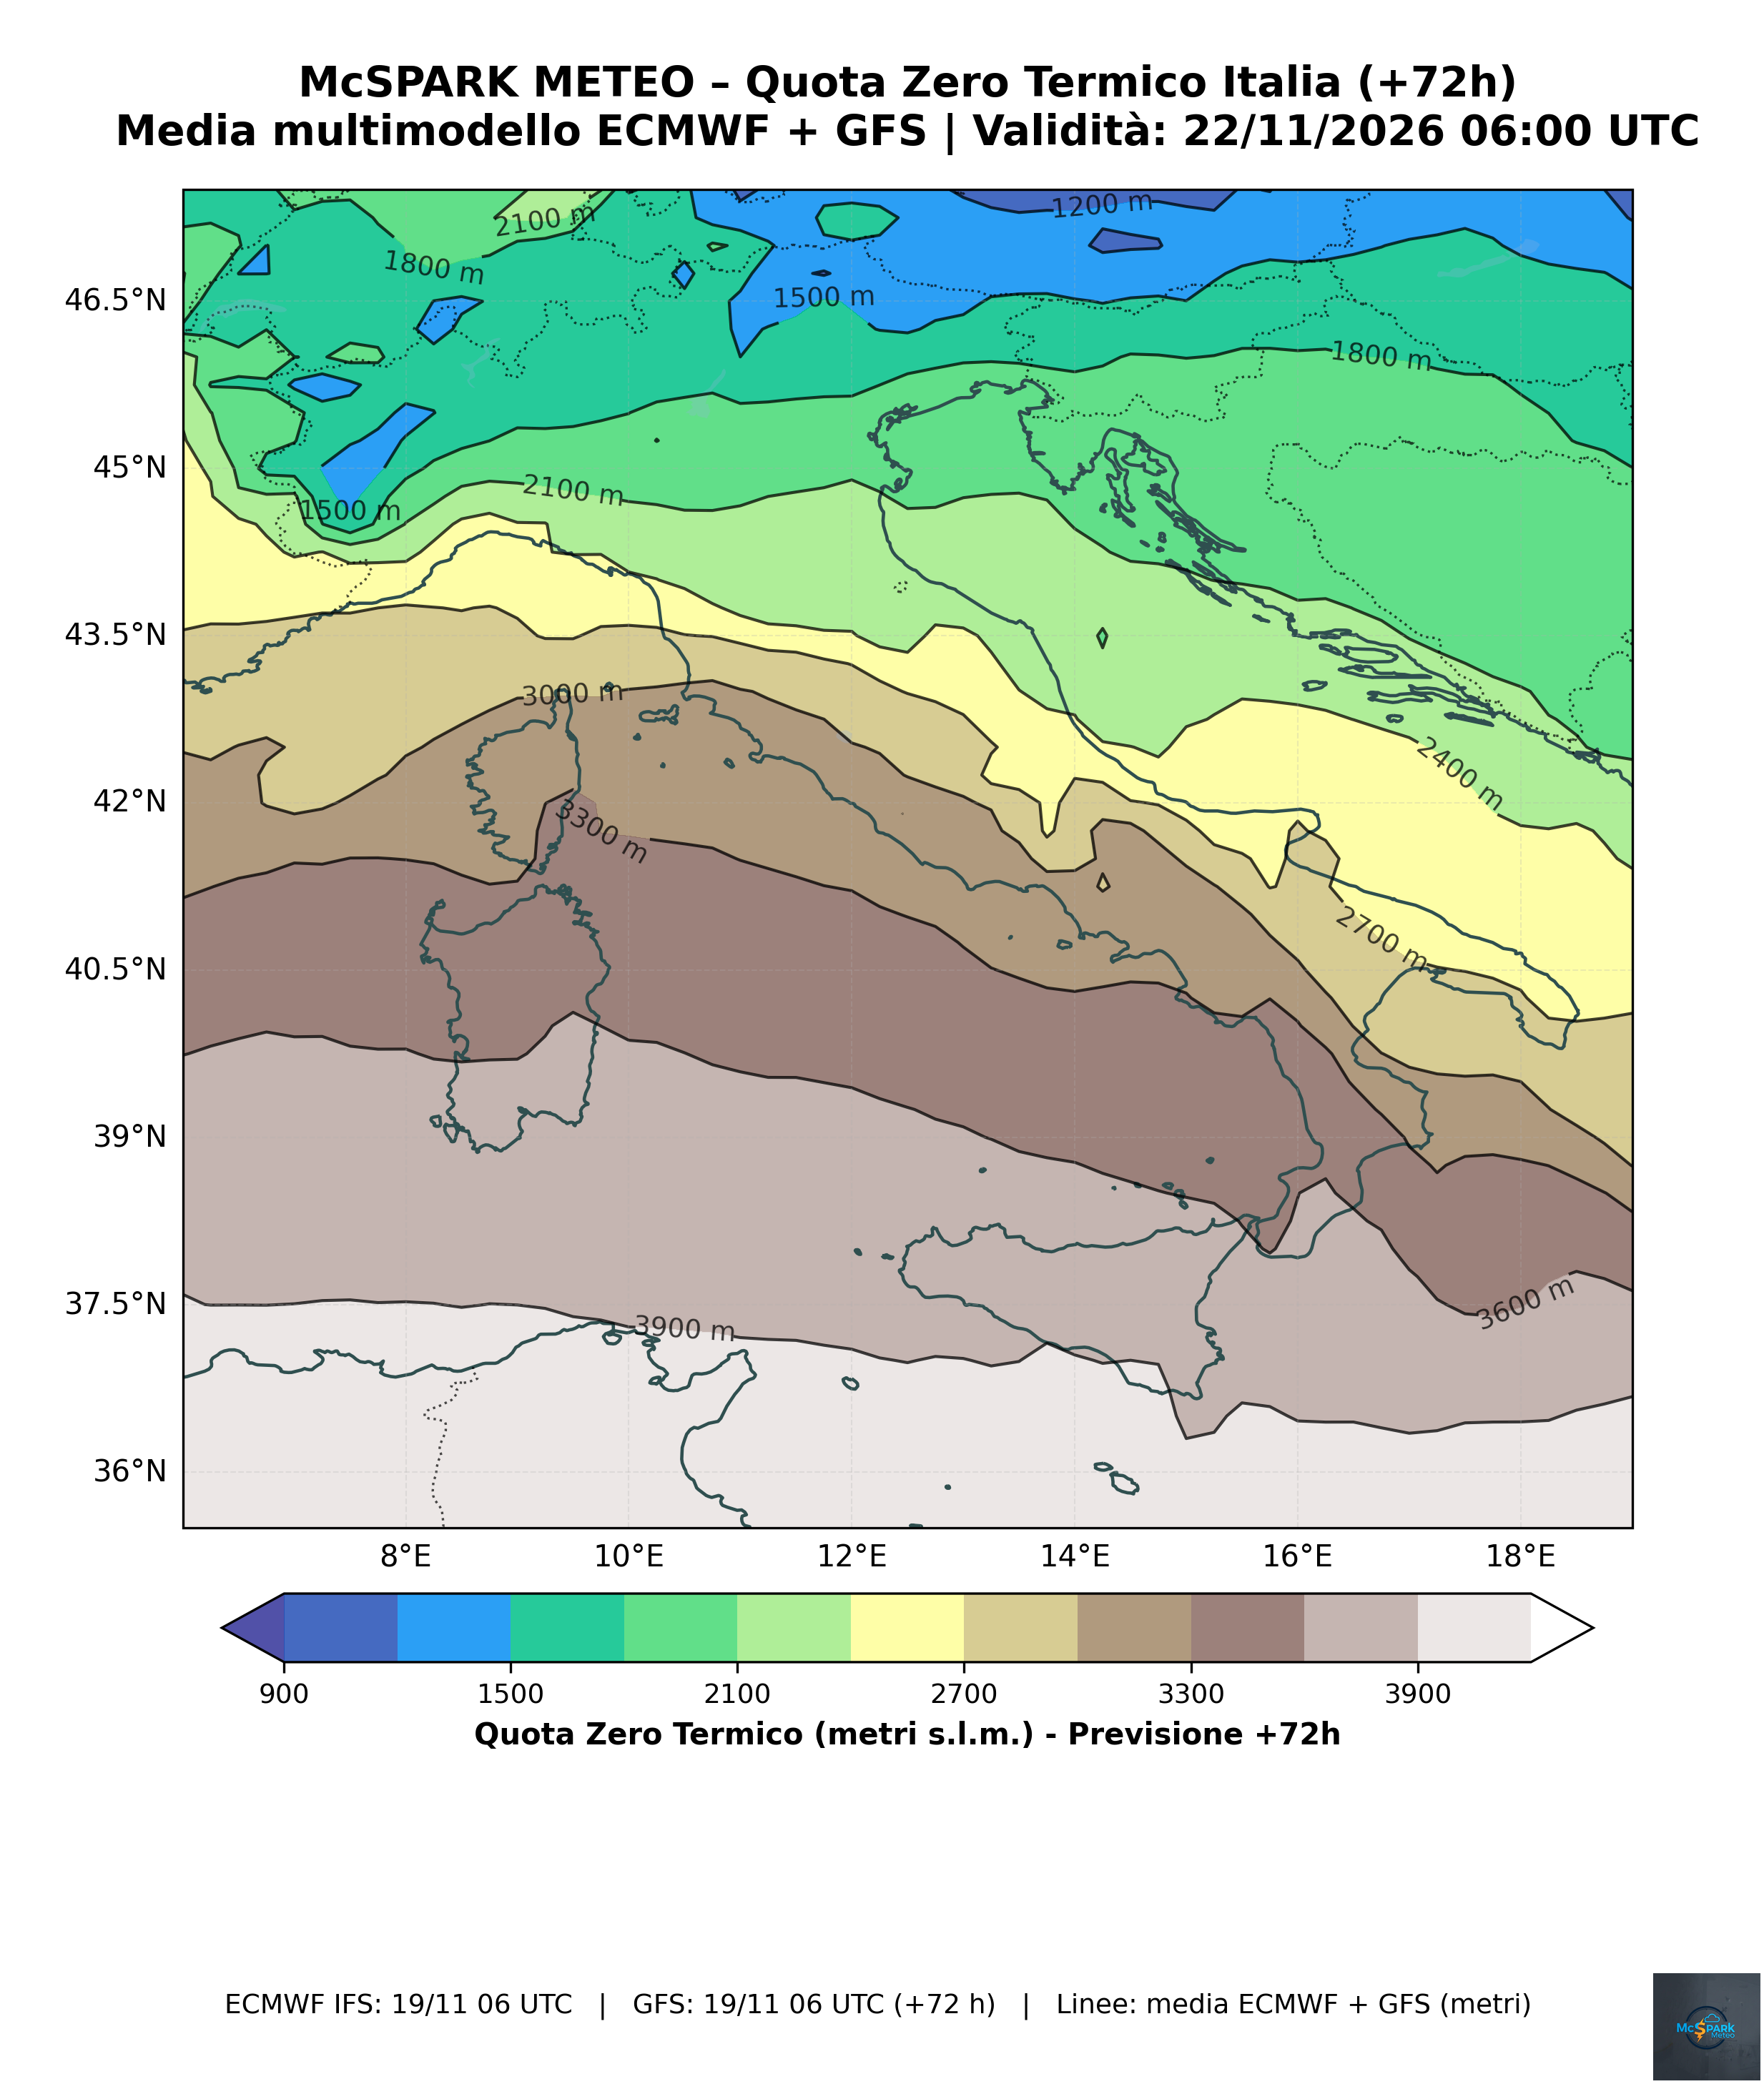 McSPARK METEO – Quota Zero Termico Italia (+72h)
Media multimodello ECMWF + GFS | Validità: 22/11/2026 06:00 UTC
1200 m
2100 m
1800 m
1500 m
46.5°N
1800 m
45°N
2100 m
1500 m
43.5°N
3000 m
2400 m
42°N
3300 m
2700 m
40.5°N
39°N
37.5°N
3600 m
3900 m
36°N
8°E 10°E 12°E 14°E 16°E 18°E
900 1500 2100 2700 3300 3900
Quota Zero Termico (metri s.l.m.) - Previsione +72h
ECMWF IFS: 19/11 06 UTC | GFS: 19/11 06 UTC (+72 h) | Linee: media ECMWF + GFS (metri)
McSPARK
Meteo